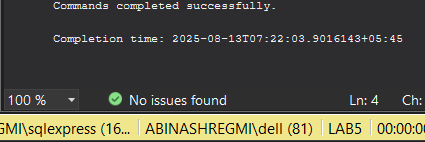 Commands completed successfully.
Completion time: 2025-08-13T07:22:03.9016143+05:45
100 % No issues found Ln: 4 Ch:
GMI\sqlexpress (16... ABINASHREGMI\dell (81) LAB5 00:00:0